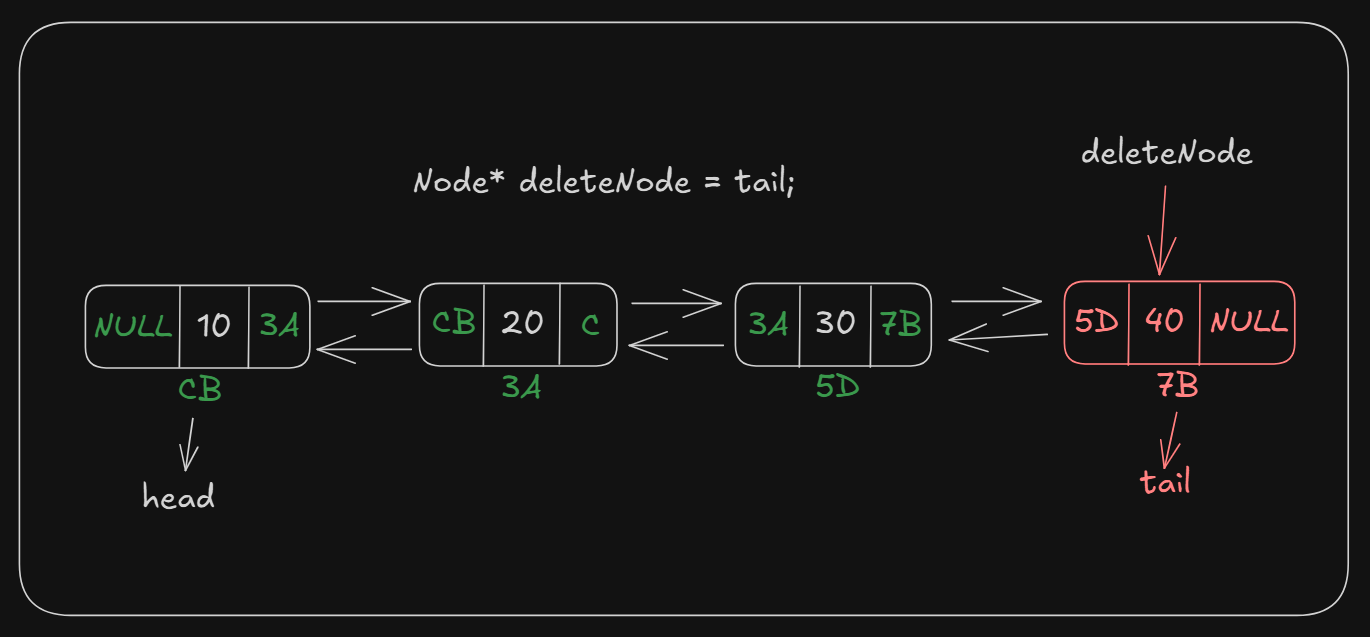 deleteNode
Node* deleteNode = tail;
NULL 10 3A
CB 20 C
3A 30 7B
5D 40 NULL
CB
3A
5D
7B
head
tail